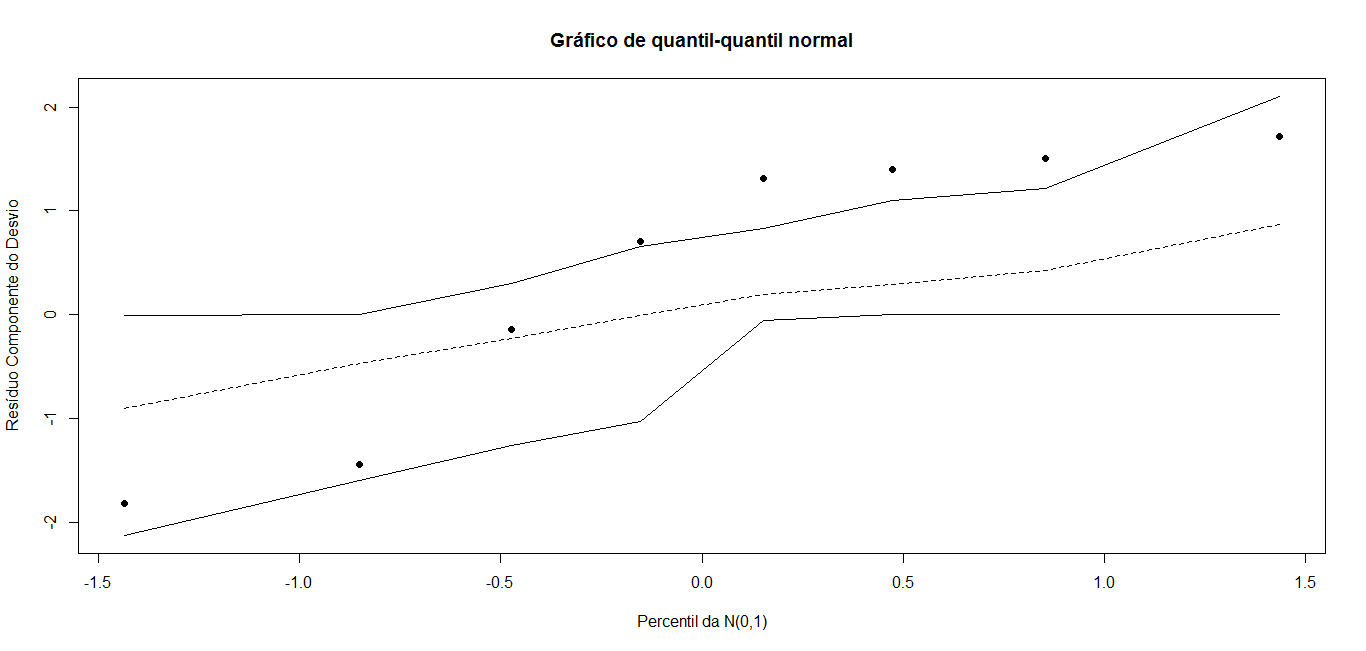 Gráfico de quantil-quantil normal
Resíduo Componente do Desvio
2
1
0
-1
-2
-1.5 -1.0 -0.5 0.0 0.5 1.0 1.5
Percentil da N(0,1)